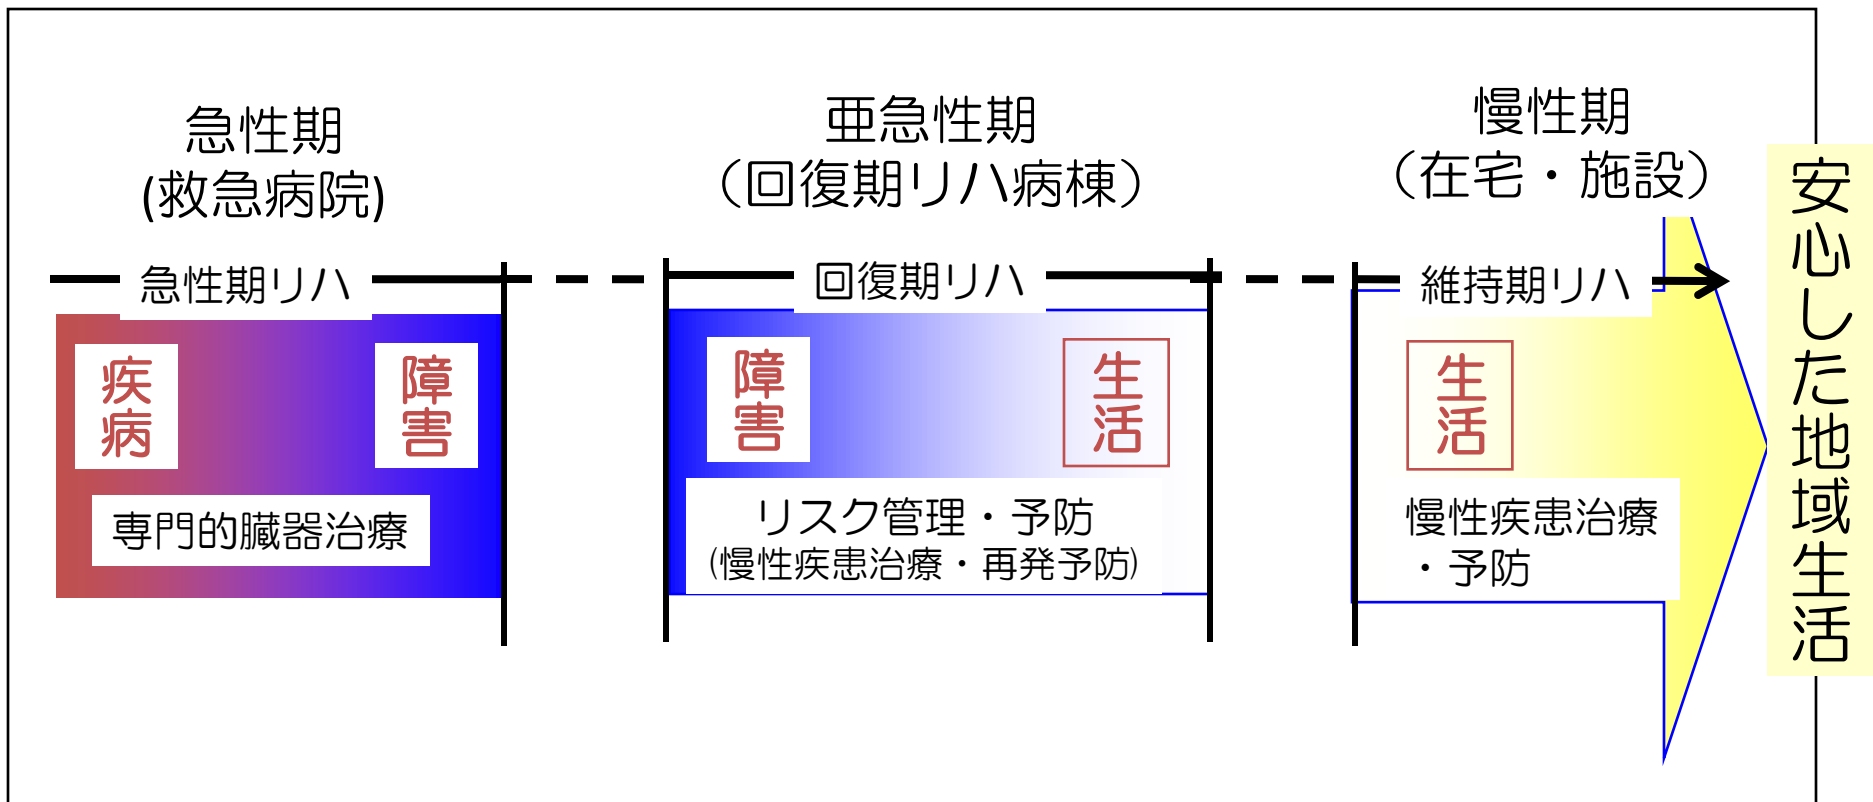 急性期
(救急病院)
急性期リハ
疾病
障害
専門的臓器治療
亜急性期
（回復期リハ病棟）
回復期リハ
障害
生活
リスク管理・予防
(慢性疾患治療・再発予防)
慢性期
（在宅・施設）
維持期リハ
生活
慢性疾患治療
・予防
安心した地域生活